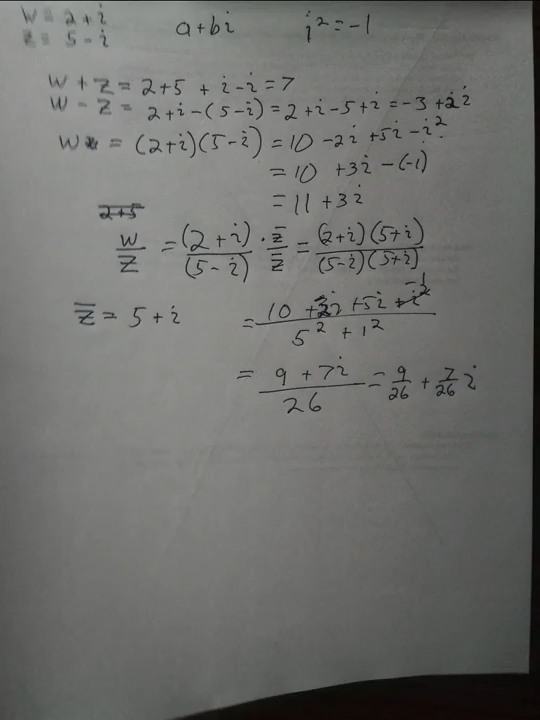 w = 2+i a+bi i² = -1
z = 5-i
w + z = 2+5 + i-i = 7
w - z = 2+i-(5-i) = 2+i-5+i = -3+2i
w = (2+i)(5-i) = 10 -2i +5i -i²
= 10 +3i -(-1)
= 11 +3i
2+5
w/z = (2+i)/(5-i) · z̅/z̅ = (2+i)(5+i)/(5-i)(5+i)
z̅ = 5+i = 10 +2i +5i -1/5² + 1²
= 9+7i/26 = 9/26 + 7/26 i